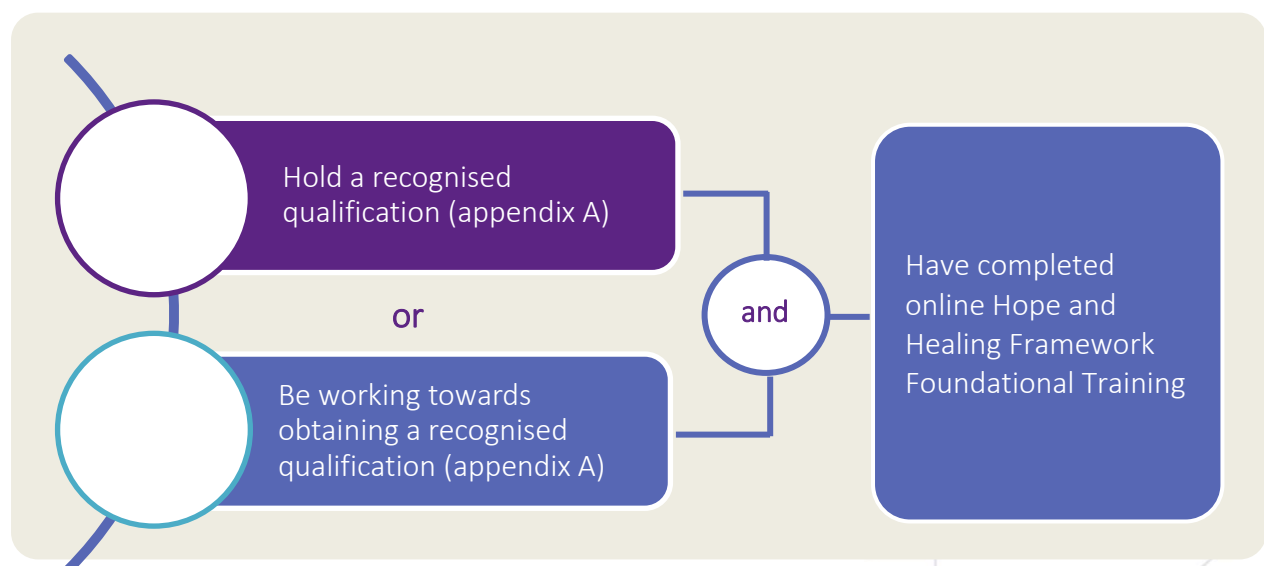 Hold a recognised
qualification (appendix A)
or
Be working towards
obtaining a recognised
qualification (appendix A)
and
Have completed
online Hope and
Healing Framework
Foundational Training